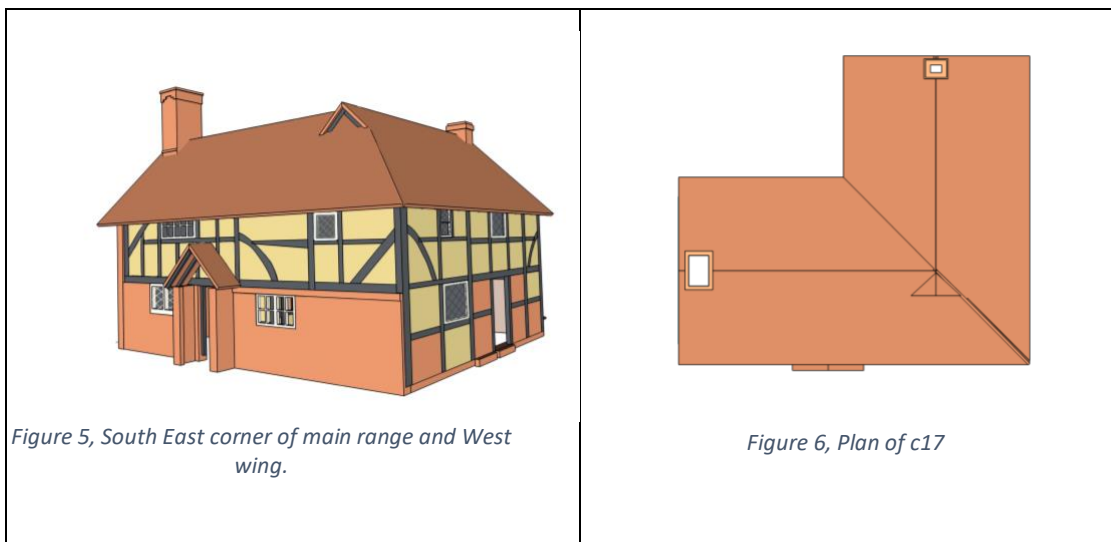 Figure 5, South East corner of main range and West
wing.
Figure 6, Plan of c17